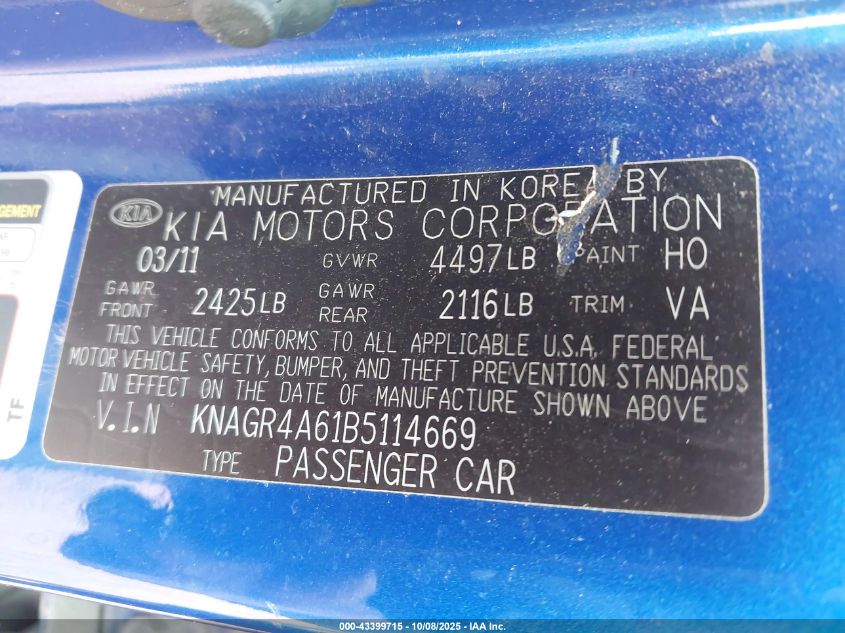 MANUFACTURED IN KOREA BY
KIA KIA MOTORS CORPORATION
03/11 GVWR 4497LB PAINT HO
GAWR FRONT 2425LB GAWR REAR 2116LB TRIM VA
THIS VEHICLE CONFORMS TO ALL APPLICABLE U.S.A. FEDERAL
MOTOR VEHICLE SAFETY, BUMPER, AND THEFT PREVENTION STANDARDS
IN EFFECT ON THE DATE OF MANUFACTURE SHOWN ABOVE
V.I.N KNAGR4A61B5114669
TYPE PASSENGER CAR
TF
000-43399715 - 10/08/2025 - IAA Inc.